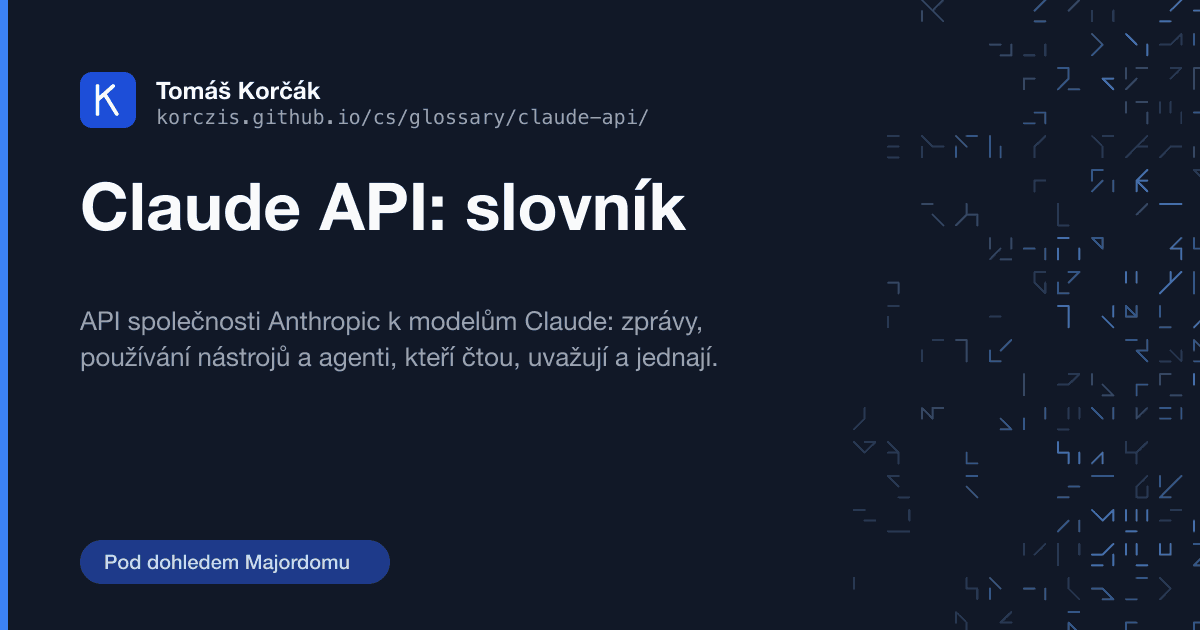 K
Tomáš Korčák
korczis.github.io/cs/glossary/claude-api/
Claude API: slovník
API společnosti Anthropic k modelům Claude: zprávy,
používání nástrojů a agenti, kteří čtou, uvažují a jednají.
Pod dohledem Majordomu